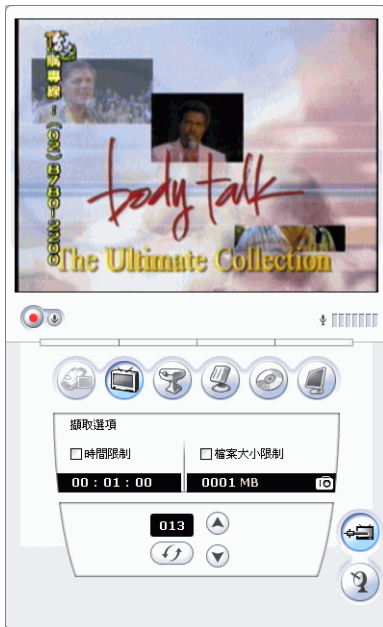 購專線：(02)8780-2200
body talk
The Ultimate Collection
擷取選項
時間限制
檔案大小限制
00 : 01 : 00
0001 MB
013